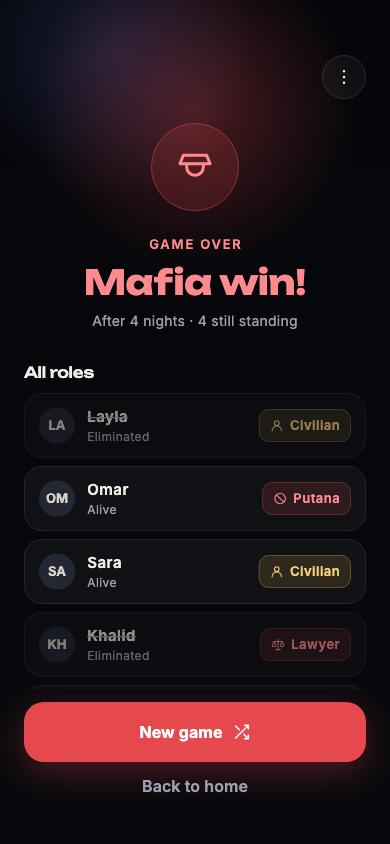 GAME OVER
Mafia win!
After 4 nights · 4 still standing
All roles
LA
Layla
Eliminated
Civilian
OM
Omar
Alive
Putana
SA
Sara
Alive
Civilian
KH
Khalid
Eliminated
Lawyer
New game
Back to home